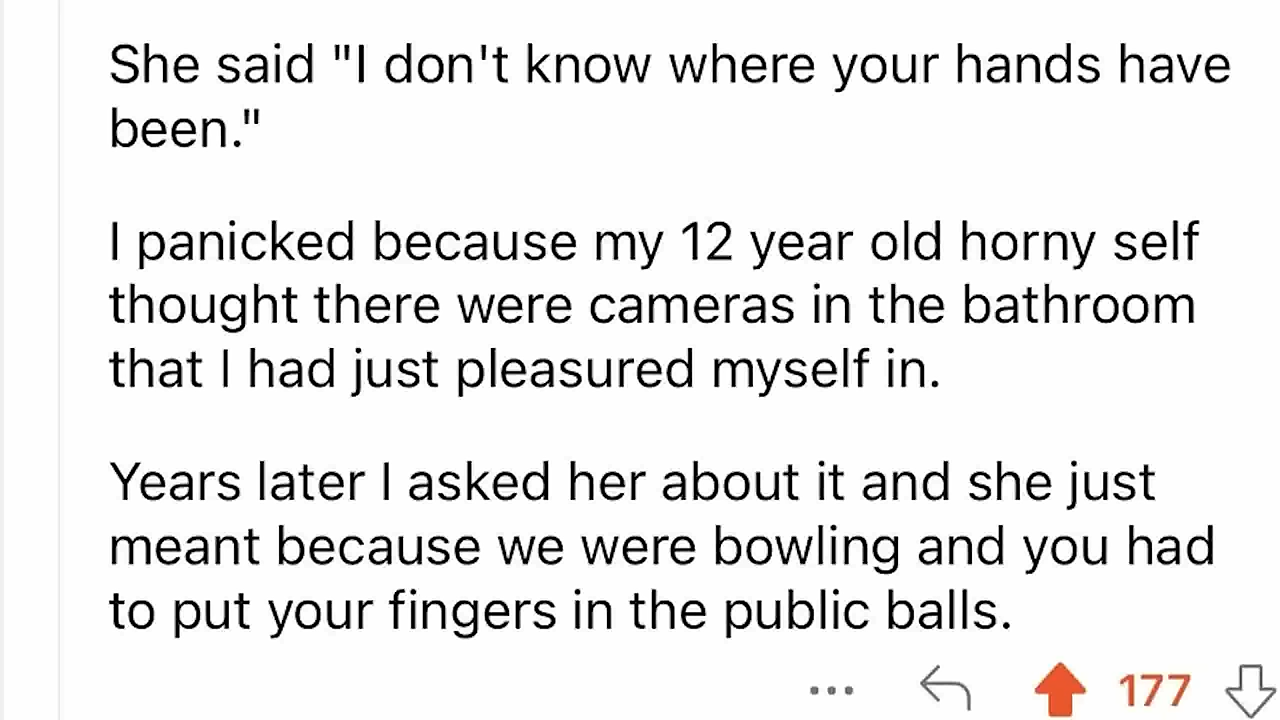 She said "I don't know where your hands have
been."
I panicked because my 12 year old horny self
thought there were cameras in the bathroom
that I had just pleasured myself in.
Years later I asked her about it and she just
meant because we were bowling and you had
to put your fingers in the public balls.
177